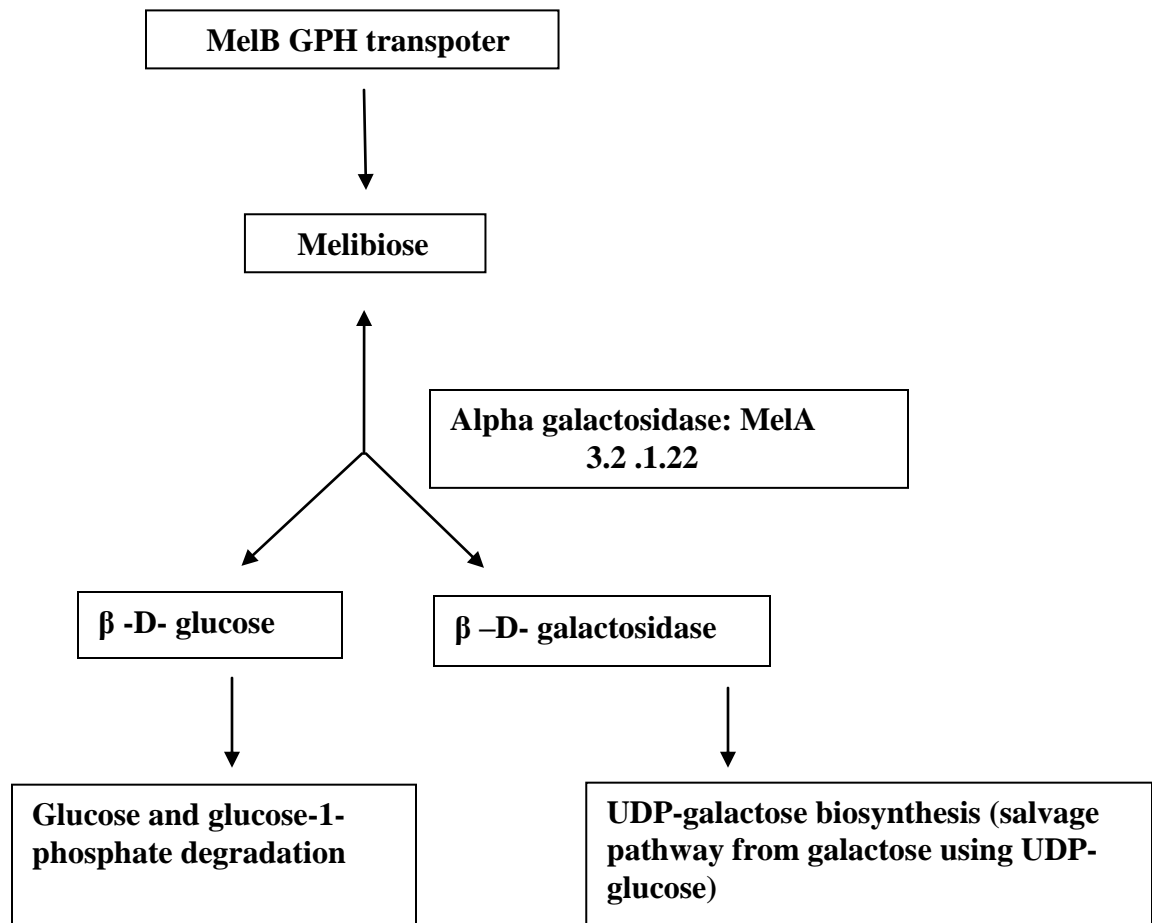 MelB GPH transpoter
Melibiose
Alpha galactosidase: MelA
3.2 .1.22
β -D- glucose
β –D- galactosidase
Glucose and glucose-1-
phosphate degradation
UDP-galactose biosynthesis (salvage
pathway from galactose using UDP-
glucose)